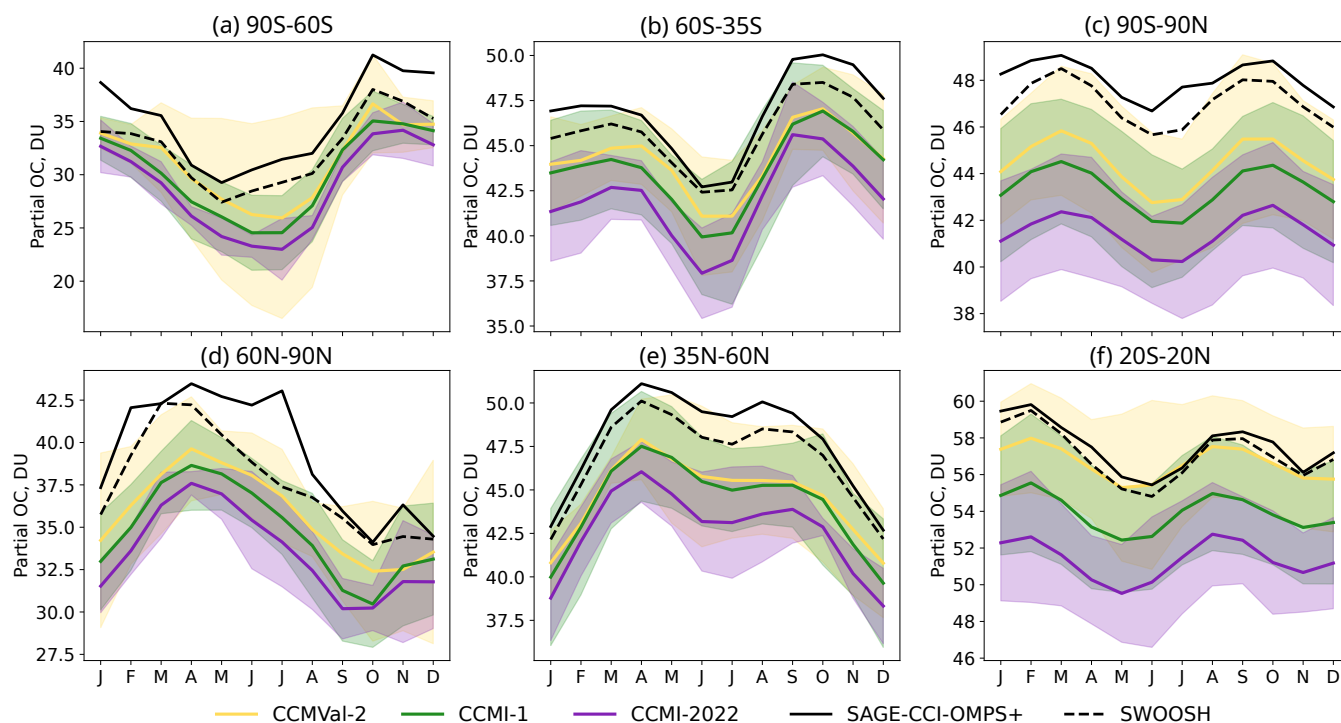 (a) 90S-60S
(b) 60S-35S
(c) 90S-90N
Partial OC, DU
40
35
30
25
20
Partial OC, DU
50.0
47.5
45.0
42.5
40.0
37.5
35.0
Partial OC, DU
48
46
44
42
40
38
(d) 60N-90N
(e) 35N-60N
(f) 20S-20N
Partial OC, DU
42.5
40.0
37.5
35.0
32.5
30.0
27.5
J F M A M J J A S O N D
Partial OC, DU
50.0
47.5
45.0
42.5
40.0
37.5
J F M A M J J A S O N D
Partial OC, DU
60
58
56
54
52
50
48
46
J F M A M J J A S O N D
CCMVal-2 CCMI-1 CCMI-2022 SAGE-CCI-OMPS+ SWOOSH